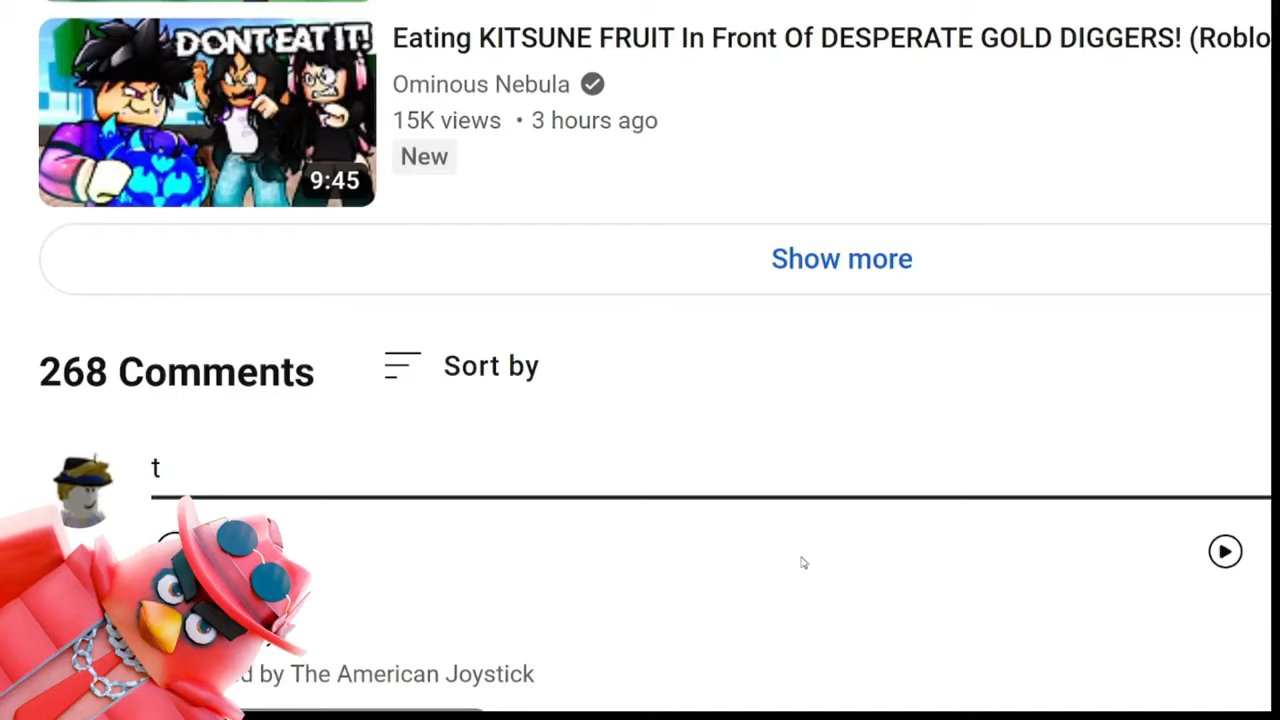 DONT EAT IT!
9:45
Eating KITSUNE FRUIT In Front Of DESPERATE GOLD DIGGERS! (Roblo
Ominous Nebula
15K views • 3 hours ago
New
Show more
268 Comments
Sort by
t
d by The American Joystick